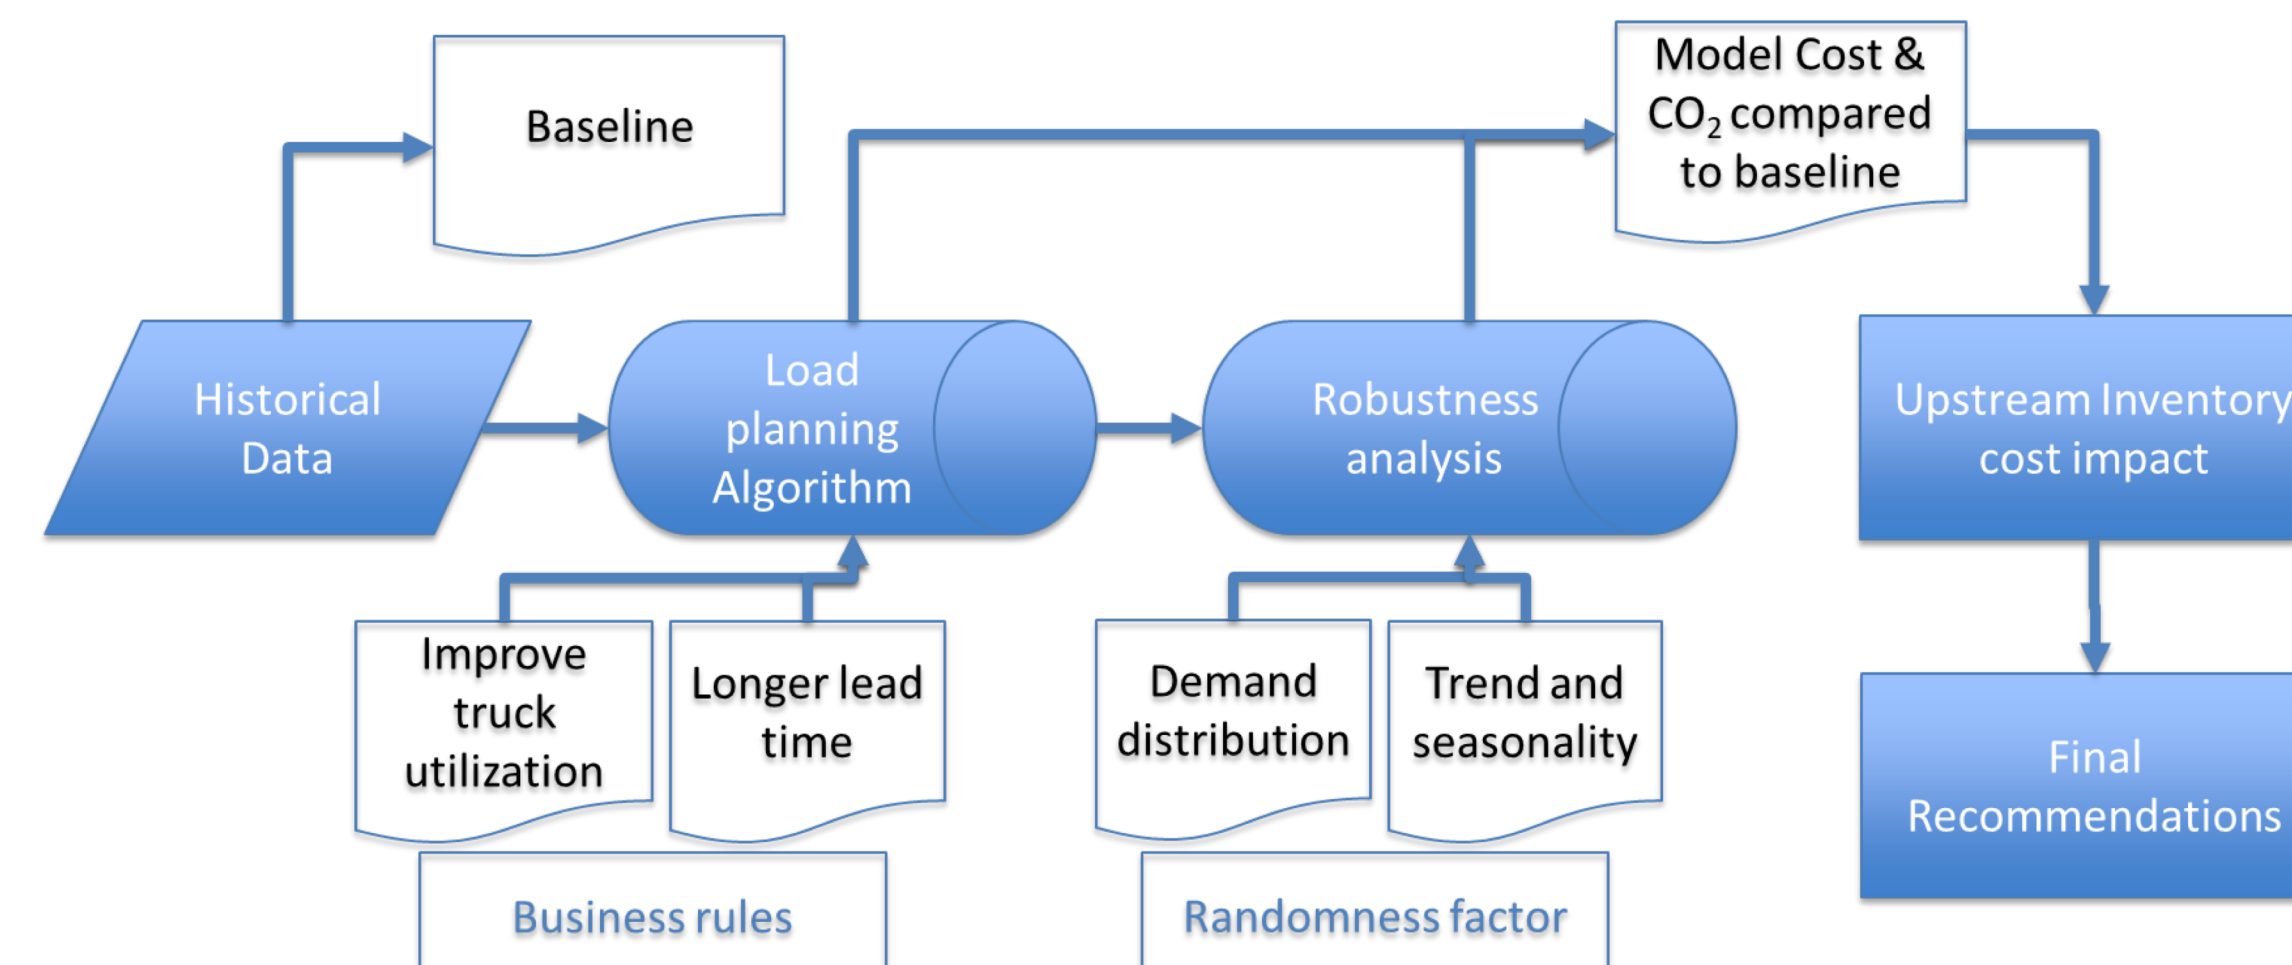 Baseline
Model Cost &
CO₂ compared
to baseline
Historical
Data
Load
planning
Algorithm
Robustness
analysis
Upstream Inventory
cost impact
Improve
truck
utilization
Longer lead
time
Demand
distribution
Trend and
seasonality
Final
Recommendations
Business rules
Randomness factor